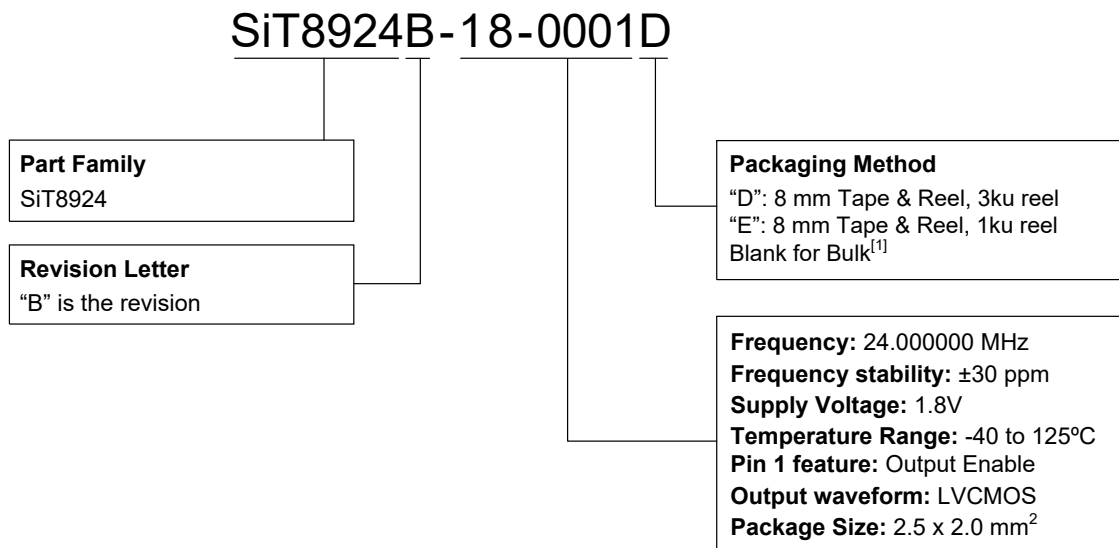 SiT8924B-18-0001D
Part Family
SiT8924
Revision Letter
“B” is the revision
Packaging Method
“D”: 8 mm Tape & Reel, 3ku reel
“E”: 8 mm Tape & Reel, 1ku reel
Blank for Bulk[1]
Frequency: 24.000000 MHz
Frequency stability: ±30 ppm
Supply Voltage: 1.8V
Temperature Range: -40 to 125ºC
Pin 1 feature: Output Enable
Output waveform: LVCMOS
Package Size: 2.5 x 2.0 mm2